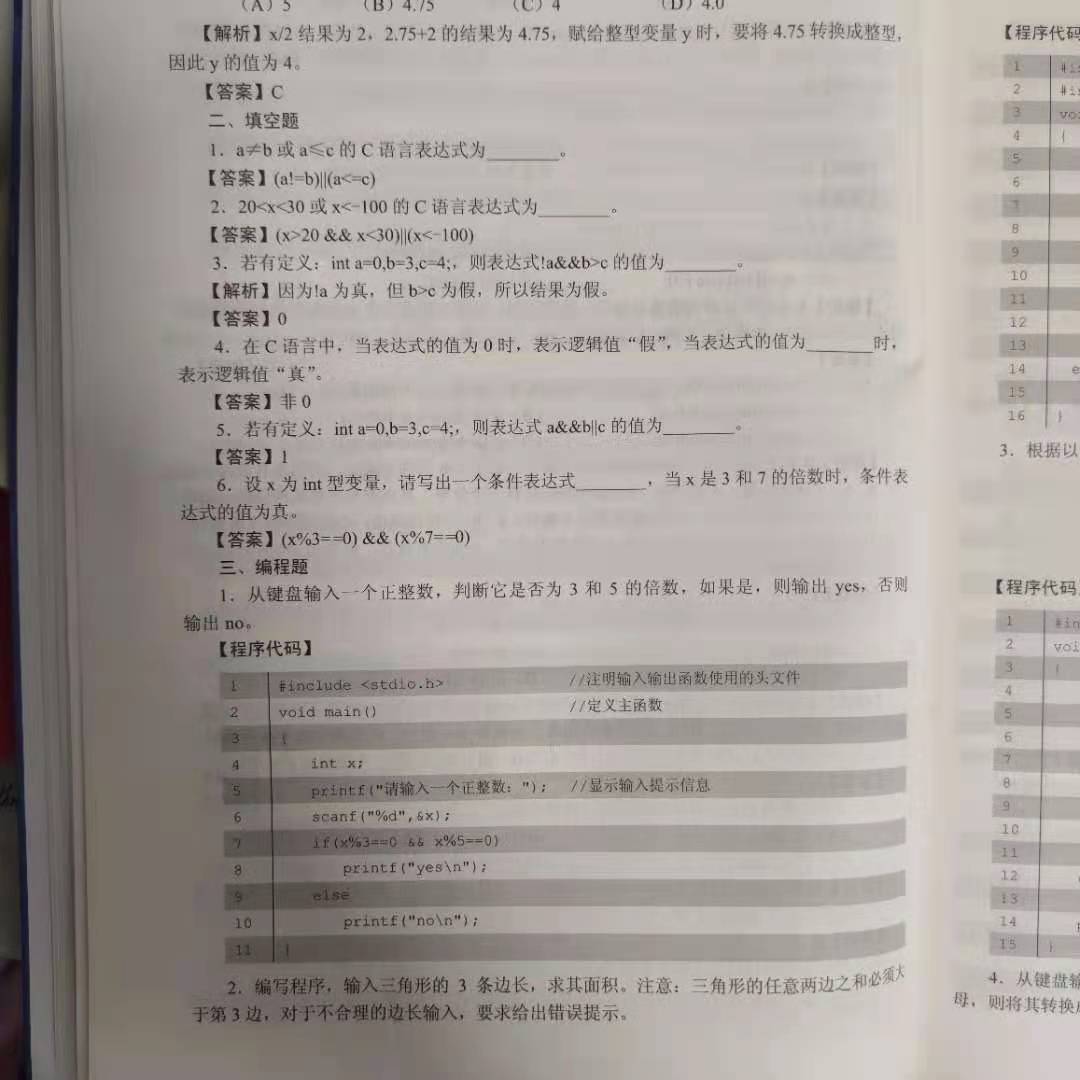 （A）5 （B）4.75 （C）4 （D）4.0
【解析】x/2 结果为 2，2.75+2 的结果为 4.75，赋给整型变量 y 时，要将 4.75 转换成整型,
因此 y 的值为 4。
【答案】C
二、填空题
1．a≠b 或 a≤c 的 C 语言表达式为________。
【答案】(a!=b)||(a<=c)
2．20<x<30 或 x<-100 的 C 语言表达式为________。
【答案】(x>20 && x<30)||(x<-100)
3．若有定义：int a=0,b=3,c=4;，则表达式!a&&b>c 的值为________。
【解析】因为!a 为真，但 b>c 为假，所以结果为假。
【答案】0
4．在 C 语言中，当表达式的值为 0 时，表示逻辑值“假”，当表达式的值为________时，
表示逻辑值“真”。
【答案】非 0
5．若有定义：int a=0,b=3,c=4;，则表达式 a&&b||c 的值为________。
【答案】1
6．设 x 为 int 型变量，请写出一个条件表达式________，当 x 是 3 和 7 的倍数时，条件表
达式的值为真。
【答案】(x%3==0) && (x%7==0)
三、编程题
1．从键盘输入一个正整数，判断它是否为 3 和 5 的倍数，如果是，则输出 yes，否则
输出 no。
【程序代码】
1 #include <stdio.h> //注明输入输出函数使用的头文件
2 void main() //定义主函数
3 {
4 int x;
5 printf("请输入一个正整数："); //显示输入提示信息
6 scanf("%d",&x);
7 if(x%3==0 && x%5==0)
8 printf("yes\n");
9 else
10 printf("no\n");
11 }
2．编写程序，输入三角形的 3 条边长，求其面积。注意：三角形的任意两边之和必须大
于第 3 边，对于不合理的边长输入，要求给出错误提示。
【程序代码
1 #in
2 #in
3 voi
4 {
5
6
7
8
9
10
11
12
13
14 e
15
16 }
3．根据以
【程序代码
1 #in
2 voi
3 {
4
5
6
7
8
9
10
11
12
13
14
15 }
4．从键盘输
母，则将其转换